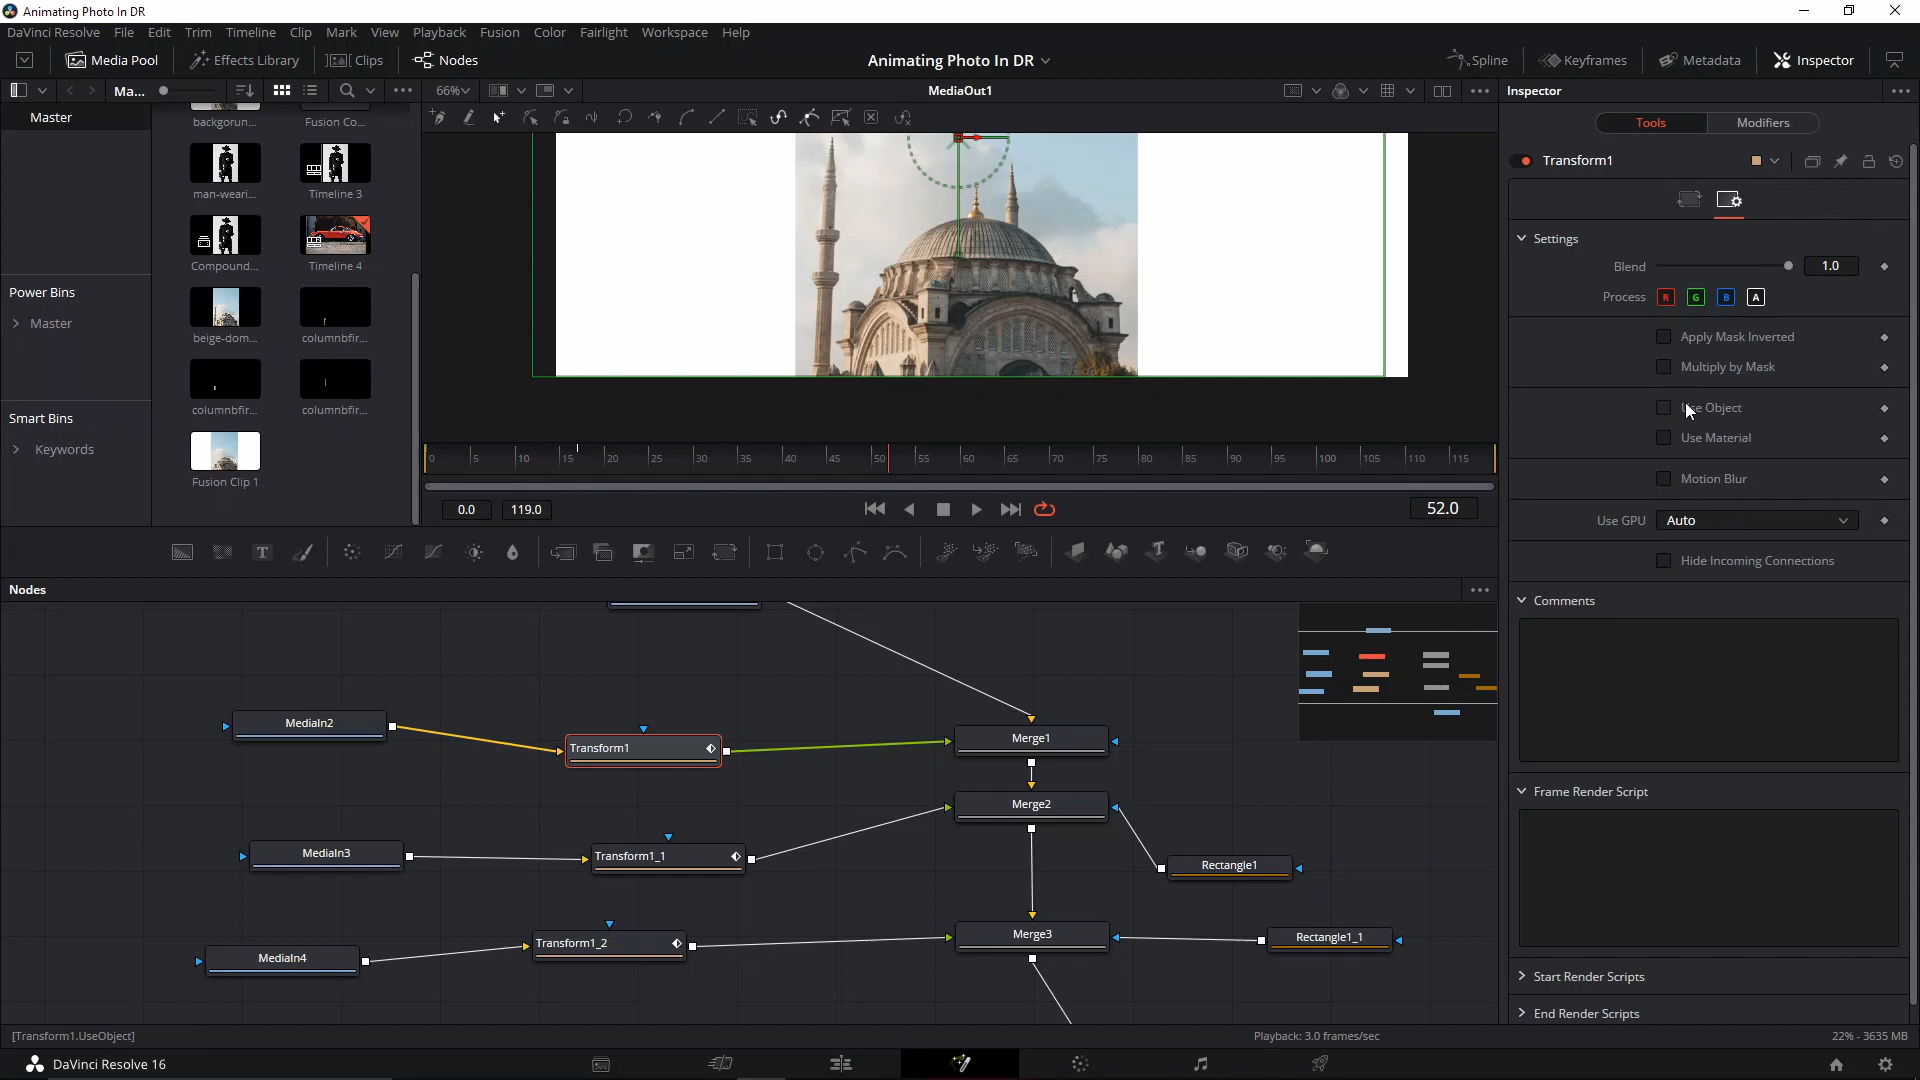 Animating Photo In DR
DaVinci Resolve File Edit Trim Timeline Clip Mark View Playback Fusion Color Fairlight Workspace Help
Media Pool Effects Library Clips Nodes Animating Photo In DR Spline Keyframes Metadata Inspector
Ma... 66% MediaOut1 Inspector
Master
backgorun... Fusion Co...
man-weari... Timeline 3
Compound... Timeline 4
Power Bins
Master
beige-dom... columnbfir...
columnbfir... columnbfir...
Smart Bins
Keywords
Fusion Clip 1
Tools Modifiers
Transform1
Settings
Blend 1.0
Process R G B A
Apply Mask Inverted
Multiply by Mask
Use Object
Use Material
Motion Blur
Use GPU Auto
Hide Incoming Connections
Comments
Frame Render Script
Start Render Scripts
End Render Scripts
0 5 10 15 20 25 30 35 40 45 50 55 60 65 70 75 80 85 90 95 100 105 110 115
0.0 119.0 52.0
T
Nodes
MediaIn2 Transform1 Merge1
Merge2
MediaIn3 Transform1_1 Rectangle1
MediaIn4 Transform1_2 Merge3 Rectangle1_1
[Transform1.UseObject] Playback: 3.0 frames/sec 22% - 3635 MB
DaVinci Resolve 16